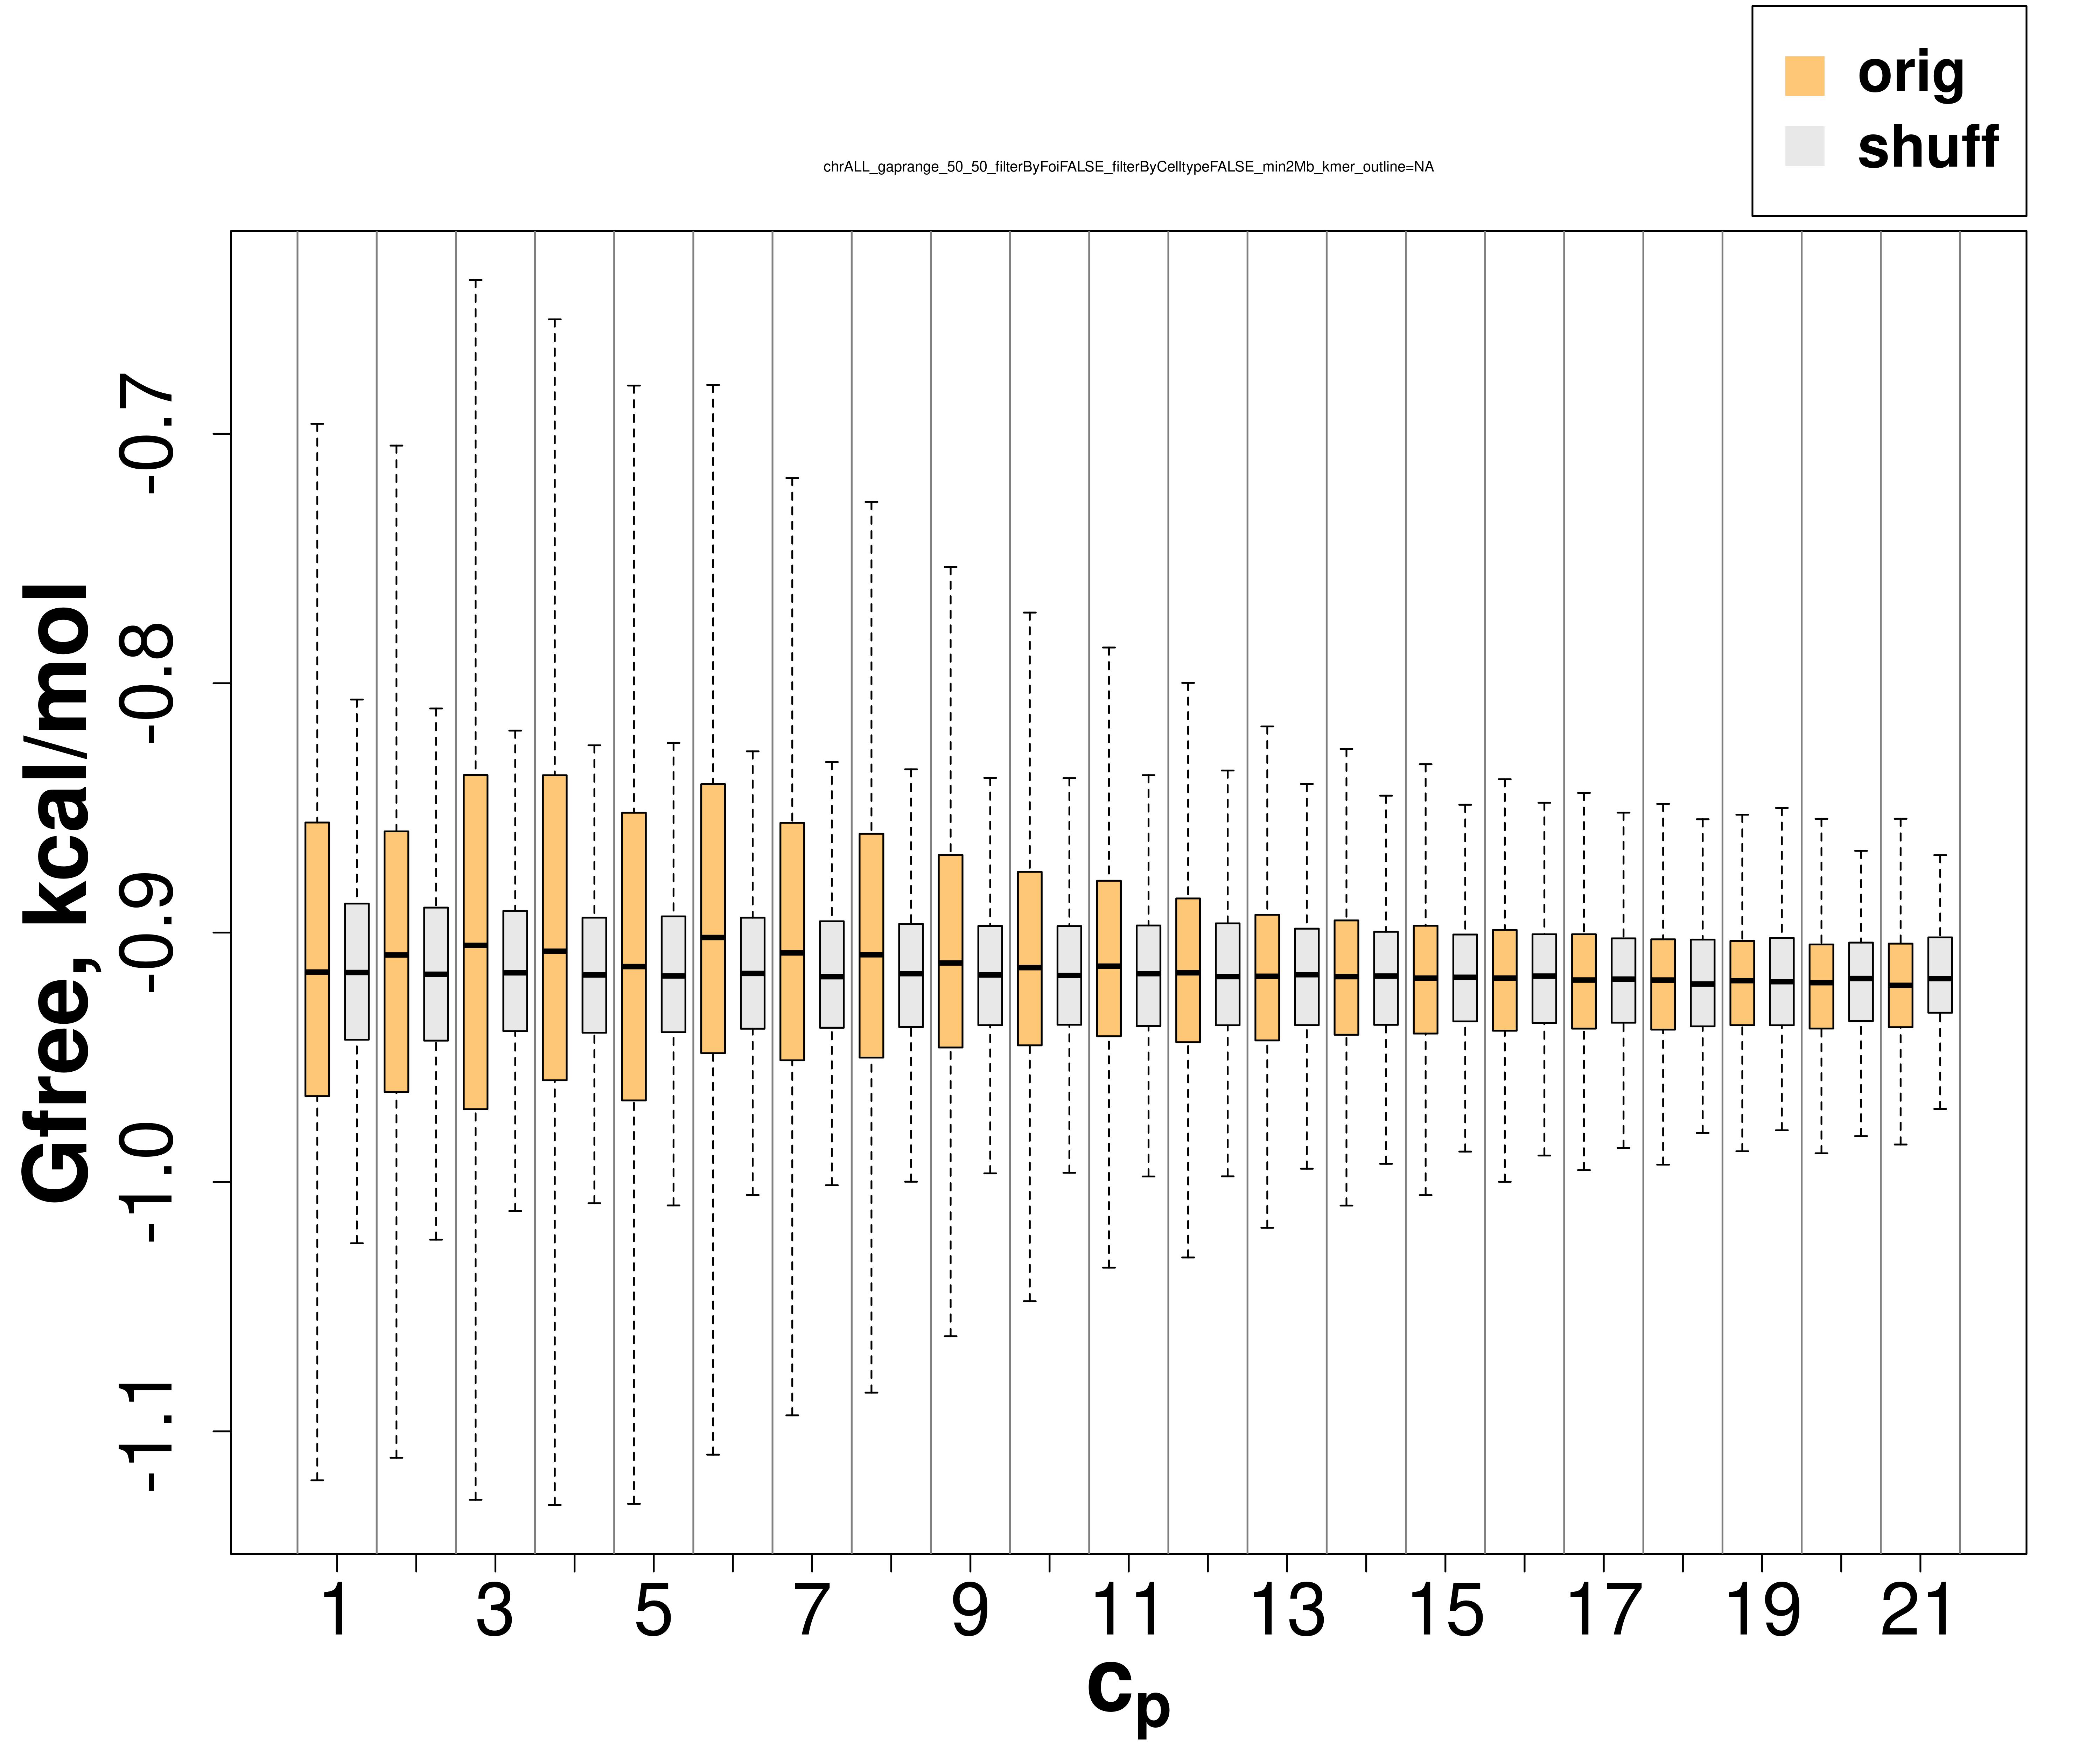 orig
shuff
chrALL_gaprange_50_50_filterByFoiFALSE_filterByCelltypeFALSE_min2Mb_kmer_outline=NA
Gfree, kcal/mol
-0.7
-0.8
-0.9
-1.0
-1.1
1 3 5 7 9 11 13 15 17 19 21
cp